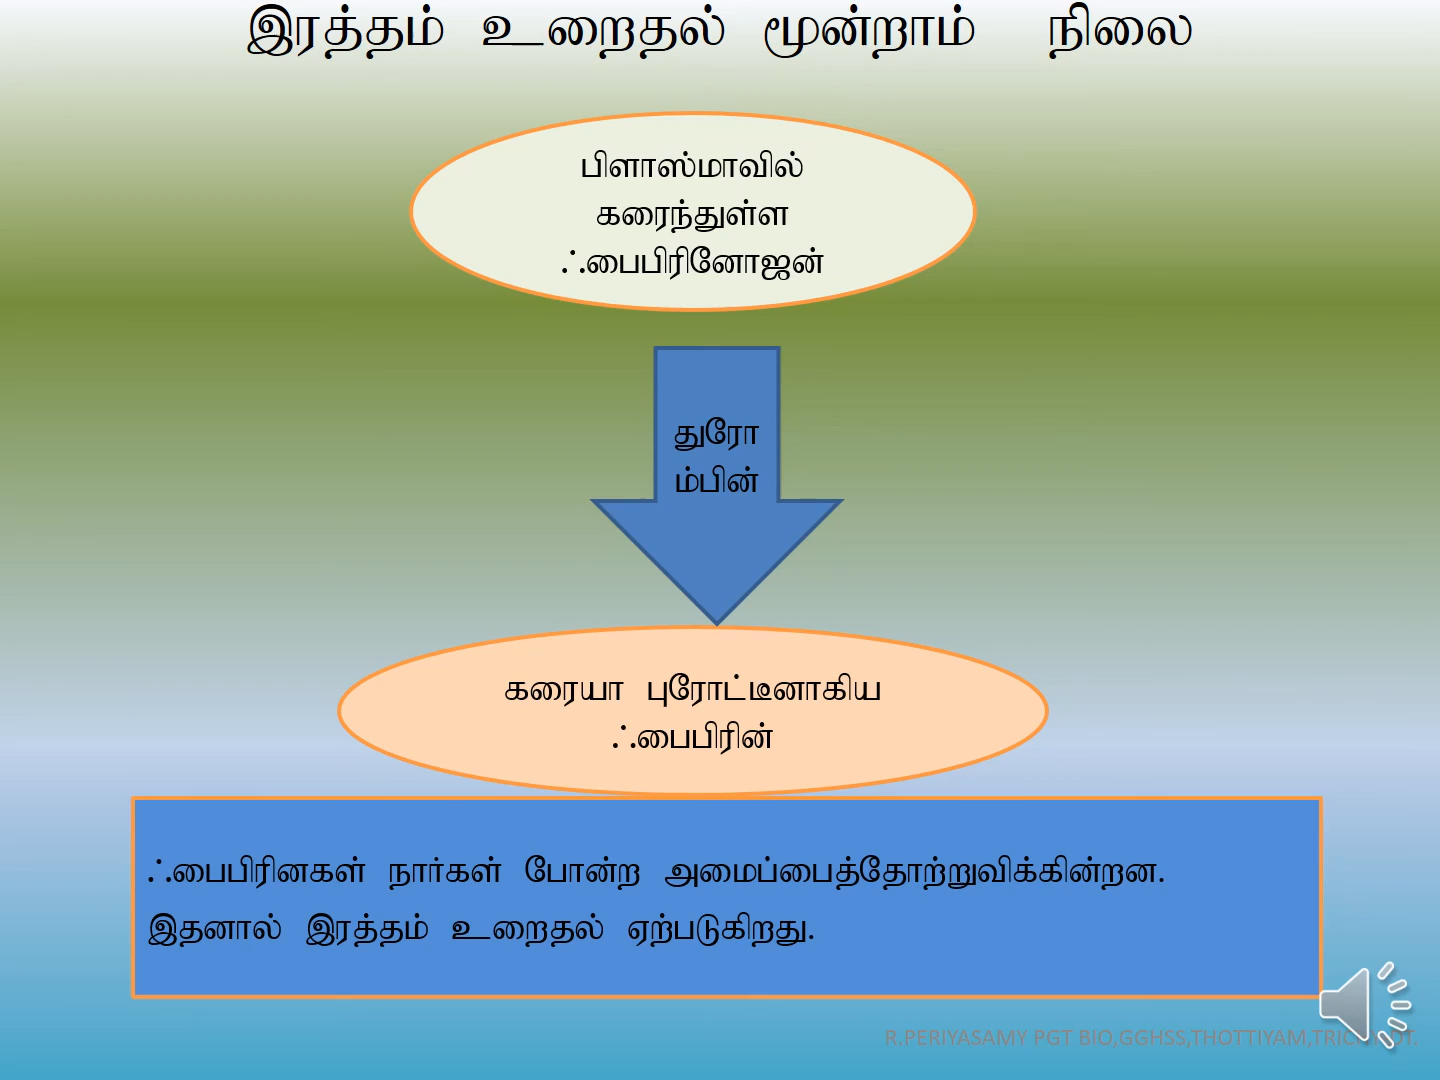 இரத்தம் உறைதல் மூன்றாம் நிலை
பிளாஸ்மாவில்
கரைந்துள்ள
ஃபைபிரினோஜன்
துரோ
ம்பின்
கரையா புரோட்டீனாகிய
ஃபைபிரின்
ஃபைபிரினகள் நார்கள் போன்ற அமைப்பைத்தோற்றுவிக்கின்றன.
இதனால் இரத்தம் உறைதல் ஏற்படுகிறது.
R.PERIYASAMY PGT BIO,GGHSS,THOTTIYAM,